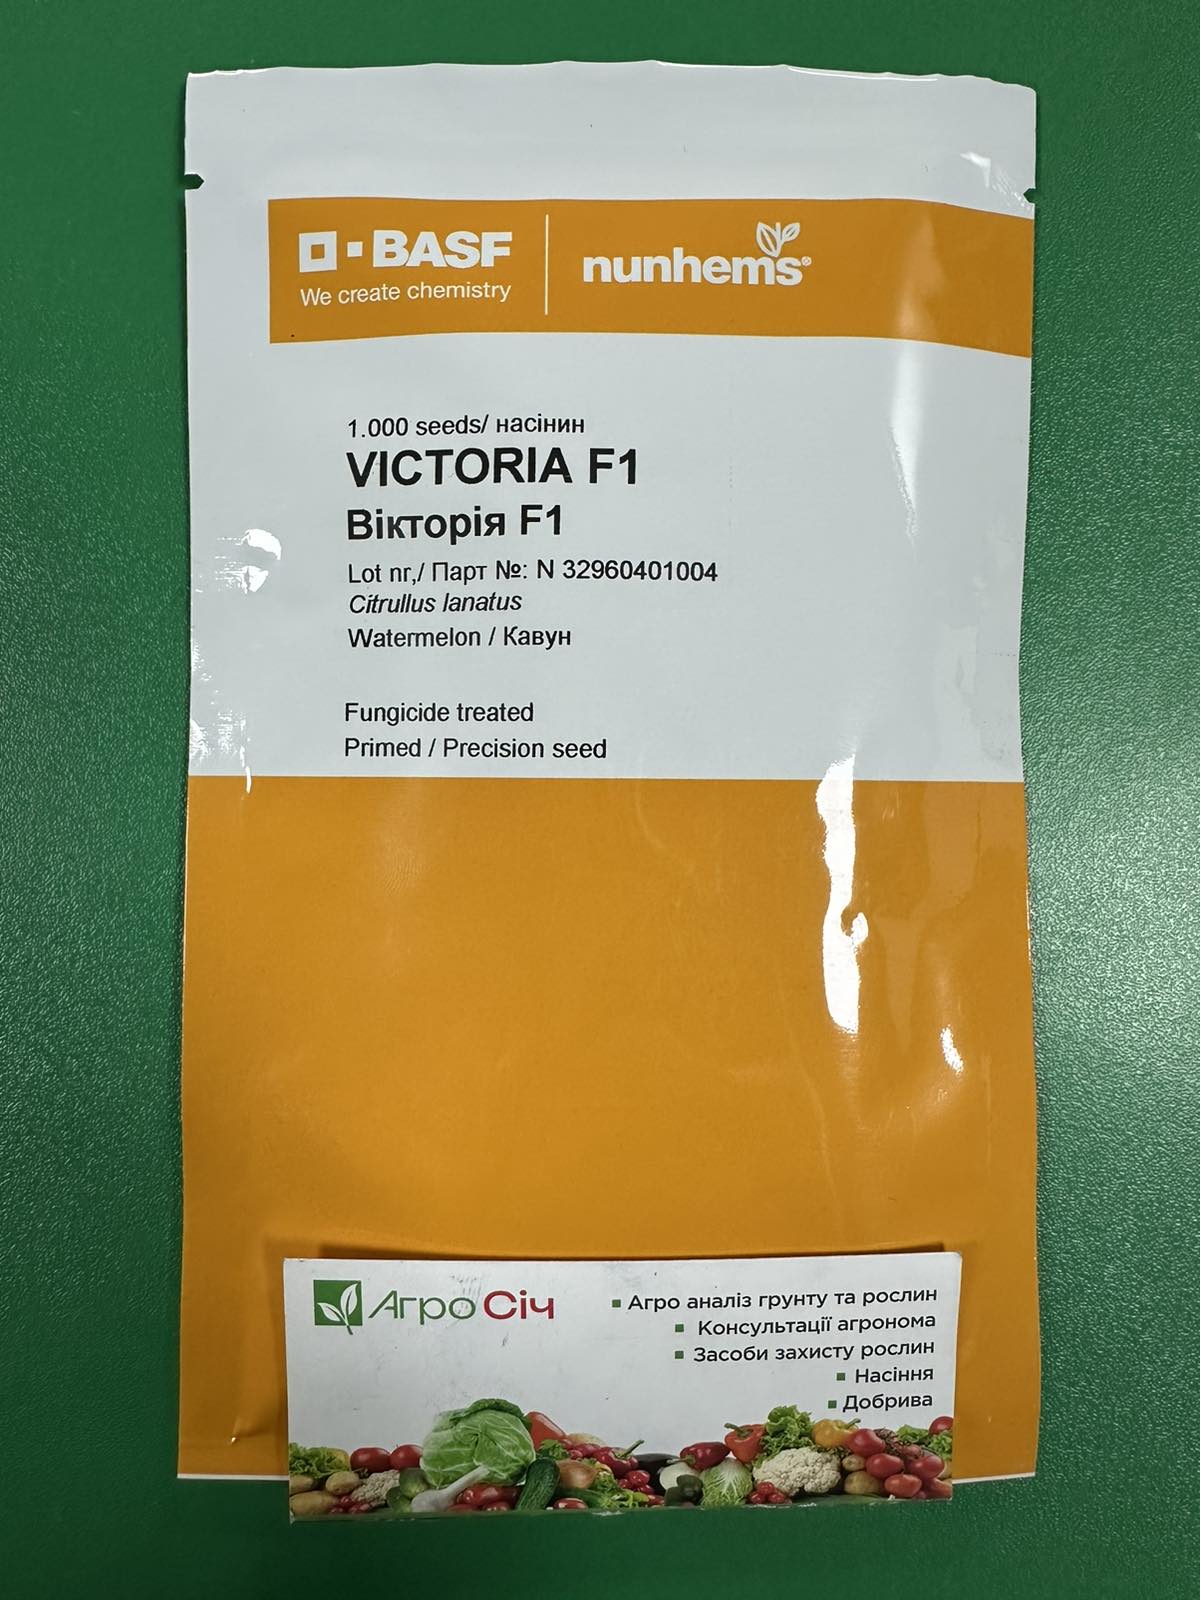 BASF
We create chemistry
nunhems®
1.000 seeds/ насінин
VICTORIA F1
Вікторія F1
Lot nr,/ Парт №: N 32960401004
Citrullus lanatus
Watermelon / Кавун
Fungicide treated
Primed / Precision seed
АгроСіч
▪ Агро аналіз грунту та рослин
▪ Консультації агронома
▪ Засоби захисту рослин
▪ Насіння
▪ Добрива